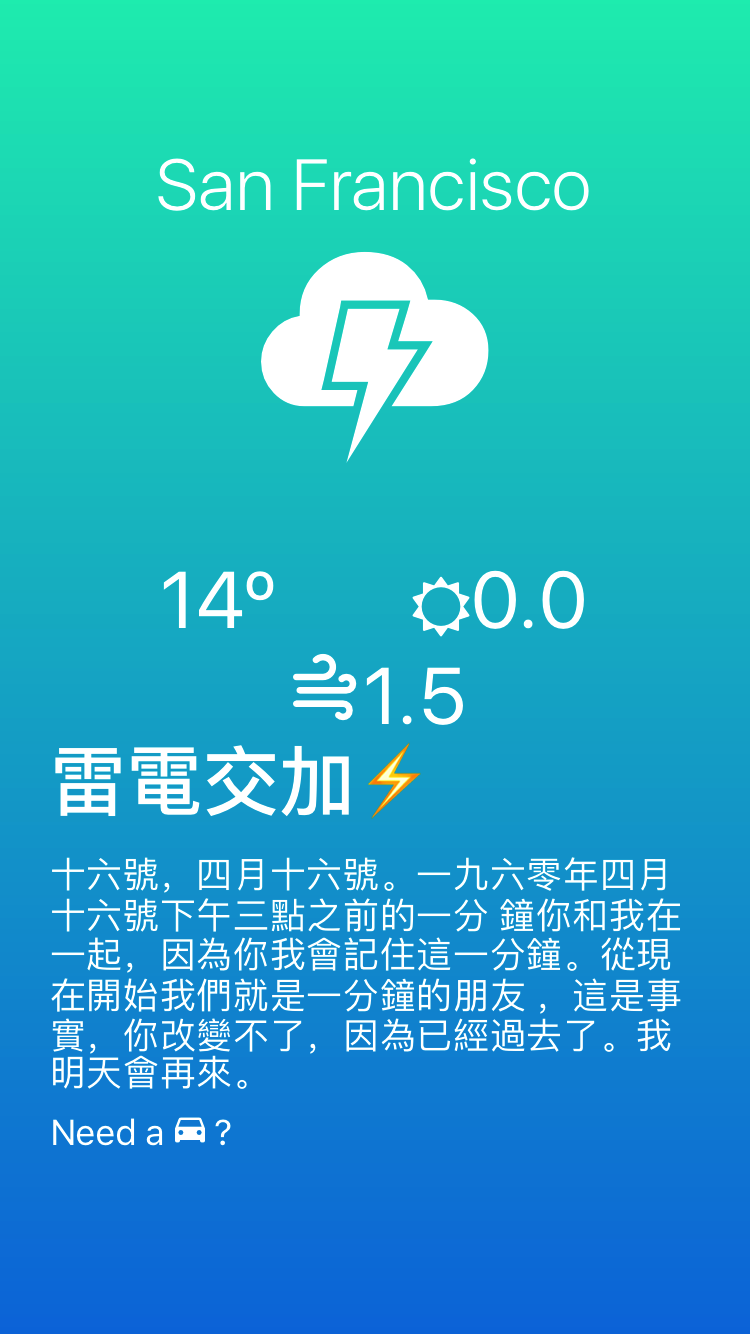 San Francisco
14º 0.0
1.5
雷電交加⚡
十六號，四月十六號。一九六零年四月
十六號下午三點之前的一分 鐘你和我在
一起，因為你我會記住這一分鐘。從現
在開始我們就是一分鐘的朋友 ，這是事
實，你改變不了，因為已經過去了。我
明天會再來。
Need a ?